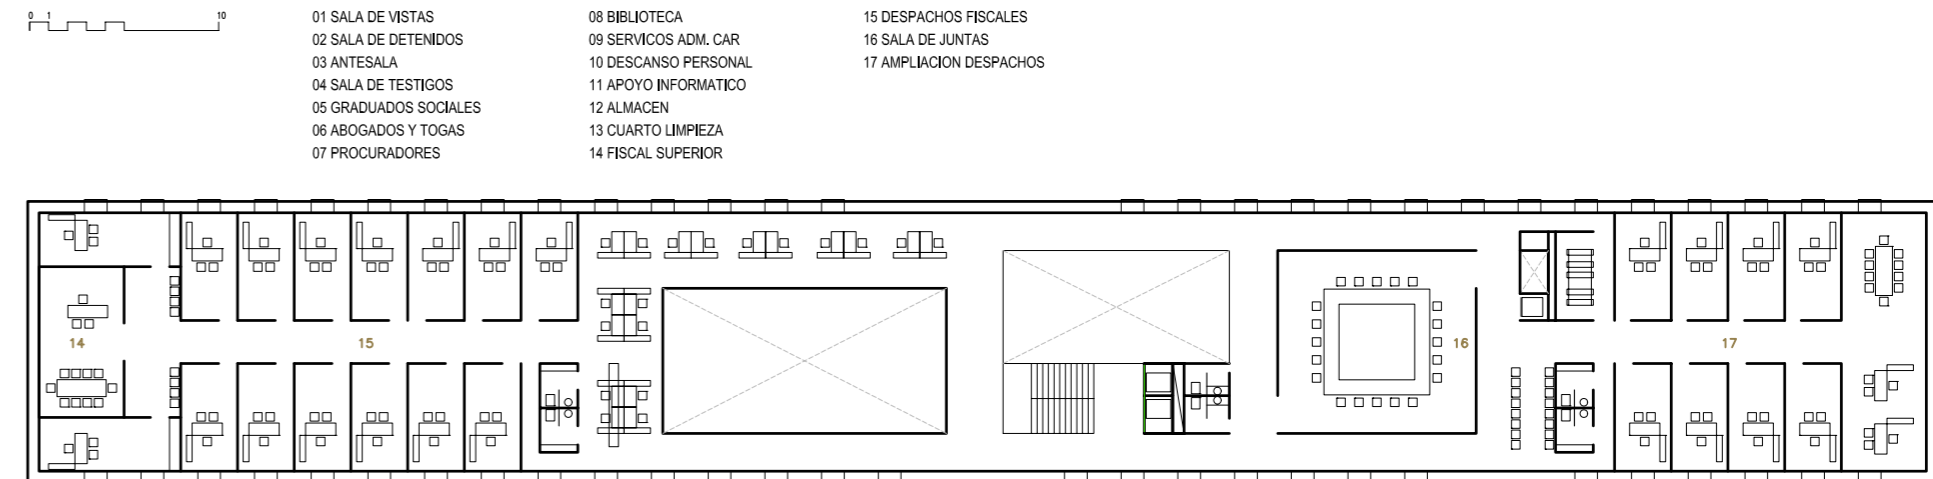 0 1 10
01 SALA DE VISTAS
02 SALA DE DETENIDOS
03 ANTESALA
04 SALA DE TESTIGOS
05 GRADUADOS SOCIALES
06 ABOGADOS Y TOGAS
07 PROCURADORES
08 BIBLIOTECA
09 SERVICOS ADM. CAR
10 DESCANSO PERSONAL
11 APOYO INFORMATICO
12 ALMACEN
13 CUARTO LIMPIEZA
14 FISCAL SUPERIOR
15 DESPACHOS FISCALES
16 SALA DE JUNTAS
17 AMPLIACION DESPACHOS
14
15
16
17